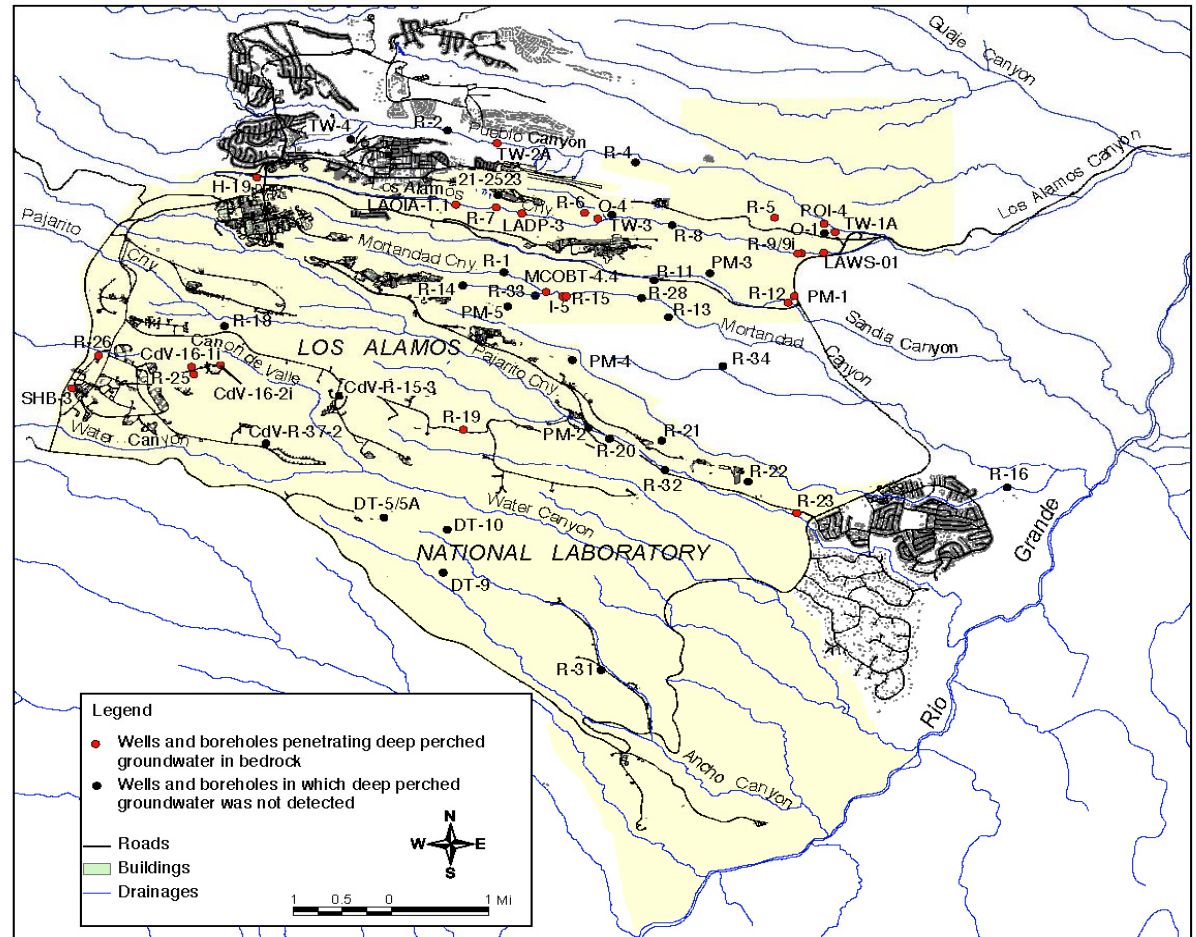 Guaje Canyon
R-2
TW-4
Pueblo Canyon
TW-2A
R-4
Los Alamos Canyon
H-19
21-2523
Los Alamos
Cny
LAOIA-1.1
R-7
LADP-3
R-6
O-4
TW-3
R-8
R-5
POI-4
O-1
TW-1A
R-9/9i
LAWS-01
Pajarito
Cny
Mortandad Cny
R-1
MCOBT-4.4
R-11
PM-3
R-14
R-33
I-5
R-15
R-28
R-12
PM-1
PM-5
R-13
Mortandad
Canyon
Sandia Canyon
R-18
R-26
CdV-16-1i
Canon de Valle
LOS ALAMOS
Pajarito Cny.
PM-4
R-34
R-25
CdV-16-2i
CdV-R-15-3
SHB-3
R-19
Water Canyon
CdV-R-37-2
PM-2
R-20
R-21
R-32
R-22
R-16
R-23
DT-5/5A
DT-10
Water Canyon
NATIONAL LABORATORY
DT-9
Rio Grande
R-31
Ancho Canyon
Legend
Wells and boreholes penetrating deep perched
groundwater in bedrock
Wells and boreholes in which deep perched
groundwater was not detected
Roads
Buildings
Drainages
N
W E
S
1 0.5 0 1 Mi